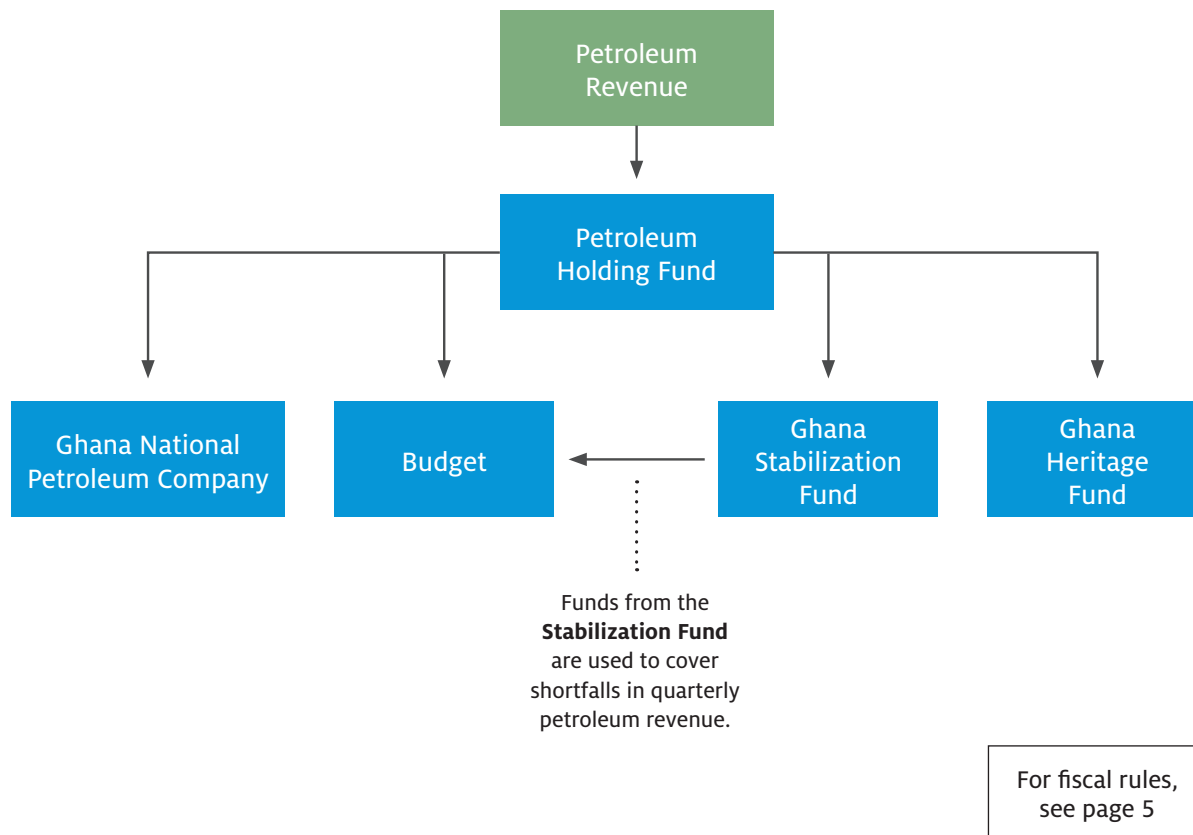 Petroleum
Revenue
Petroleum
Holding Fund
Ghana National
Petroleum Company
Budget
Ghana
Stabilization
Fund
Ghana
Heritage
Fund
Funds from the
Stabilization Fund
are used to cover
shortfalls in quarterly
petroleum revenue.
For fiscal rules,
see page 5